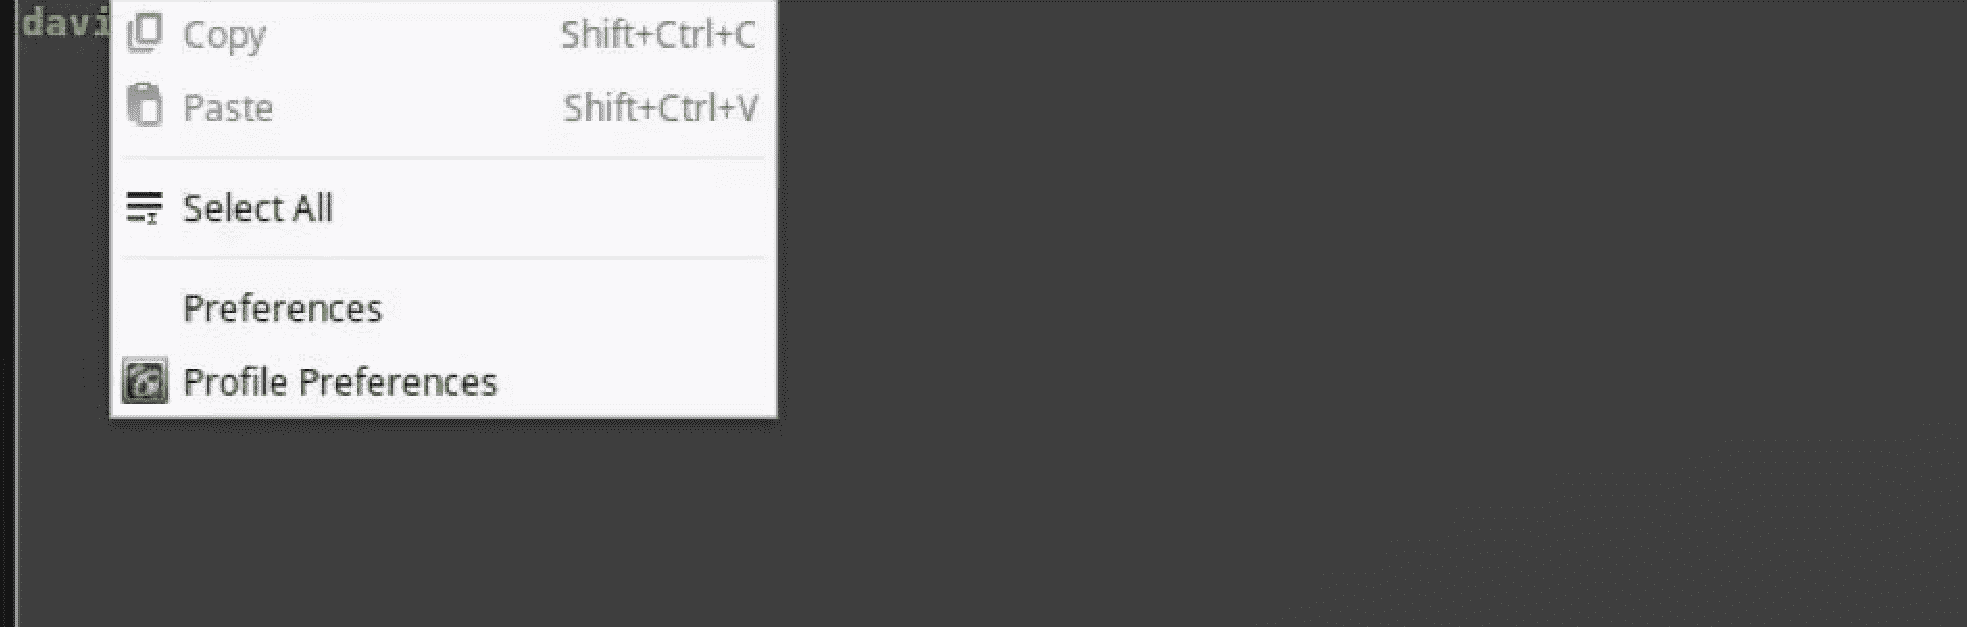 davi
Copy Shift+Ctrl+C
Paste Shift+Ctrl+V
Select All
Preferences
Profile Preferences